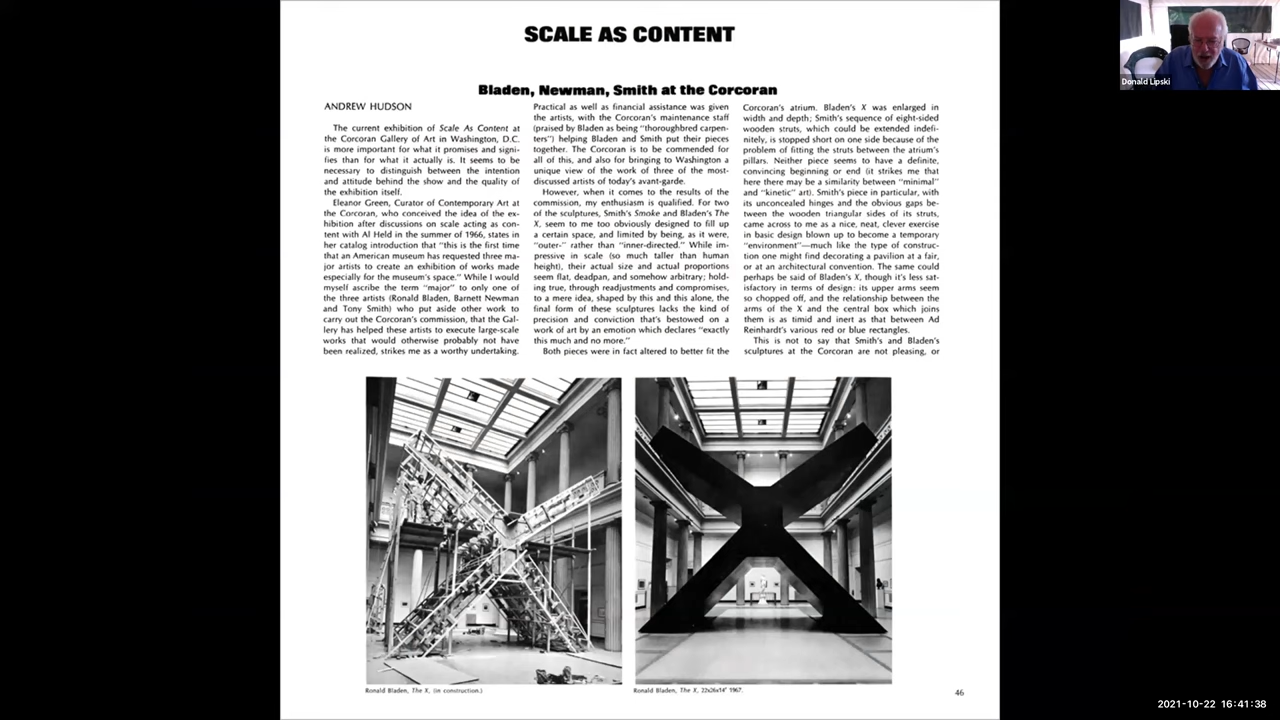 SCALE AS CONTENT
Bladen, Newman, Smith at the Corcoran
ANDREW HUDSON
The current exhibition of Scale As Content at
the Corcoran Gallery of Art in Washington, D.C.
is more important for what it promises and signi-
fies than for what it actually is. It seems to be
necessary to distinguish between the intention
and attitude behind the show and the quality of
the exhibition itself.
Eleanor Green, Curator of Contemporary Art at
the Corcoran, who conceived the idea of the ex-
hibition after discussions on scale acting as con-
tent with Al Held in the summer of 1966, states in
her catalog introduction that "this is the first time
that an American museum has requested three ma-
jor artists to create an exhibition of works made
especially for the museum's space." While I would
myself ascribe the term "major" to only one of
the three artists (Ronald Bladen, Barnett Newman
and Tony Smith) who put aside other work to
carry out the Corcoran's commission, that the Gal-
lery has helped these artists to execute large-scale
works that would otherwise probably not have
been realized, strikes me as a worthy undertaking.
Practical as well as financial assistance was given
the artists, with the Corcoran's maintenance staff
(praised by Bladen as being "thoroughbred carpen-
ters") helping Bladen and Smith put their pieces
together. The Corcoran is to be commended for
all of this, and also for bringing to Washington a
unique view of the work of three of the most-
discussed artists of today's avant-garde.
However, when it comes to the results of the
commission, my enthusiasm is qualified. For two
of the sculptures, Smith's Smoke and Bladen's The
X, seem to me too obviously designed to fill up
a certain space, and limited by being, as it were,
"outer-" rather than "inner-directed." While im-
pressive in scale (so much taller than human
height), their actual size and actual proportions
seem flat, deadpan, and somehow arbitrary; hold-
ing true, through readjustments and compromises,
to a mere idea, shaped by this and this alone, the
final form of these sculptures lacks the kind of
precision and conviction that's bestowed on a
work of art by an emotion which declares "exactly
this much and no more."
Both pieces were in fact altered to better fit the
Corcoran's atrium. Bladen's X was enlarged in
width and depth; Smith's sequence of eight-sided
wooden struts, which could be extended indefi-
nitely, is stopped short on one side because of the
problem of fitting the struts between the atrium's
pillars. Neither piece seems to have a definite,
convincing beginning or end (it strikes me that
here there may be a similarity between "minimal"
and "kinetic" art). Smith's piece in particular, with
its unconcealed hinges and the obvious gaps be-
tween the wooden triangular sides of its struts,
came across to me as a nice, neat, clever exercise
in basic design blown up to become a temporary
"environment"—much like the type of construc-
tion one might find decorating a pavilion at a fair,
or at an architectural convention. The same could
perhaps be said of Bladen's X, though it's less sat-
isfactory in terms of design: its upper arms seem
so chopped off, and the relationship between the
arms of the X and the central box which joins
them is as timid and inert as that between Ad
Reinhardt's various red or blue rectangles.
This is not to say that Smith's and Bladen's
sculptures at the Corcoran are not pleasing, or
Ronald Bladen, The X, (in construction.)
Ronald Bladen, The X, 22x26x14' 1967.
46
Donald Lipski
2021-10-22 16:41:38